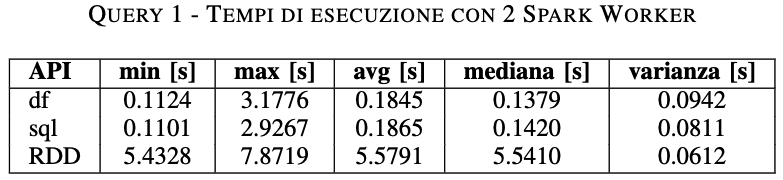 QUERY 1 - TEMPI DI ESECUZIONE CON 2 SPARK WORKER
API min [s] max [s] avg [s] mediana [s] varianza [s]
df 0.1124 3.1776 0.1845 0.1379 0.0942
sql 0.1101 2.9267 0.1865 0.1420 0.0811
RDD 5.4328 7.8719 5.5791 5.5410 0.0612